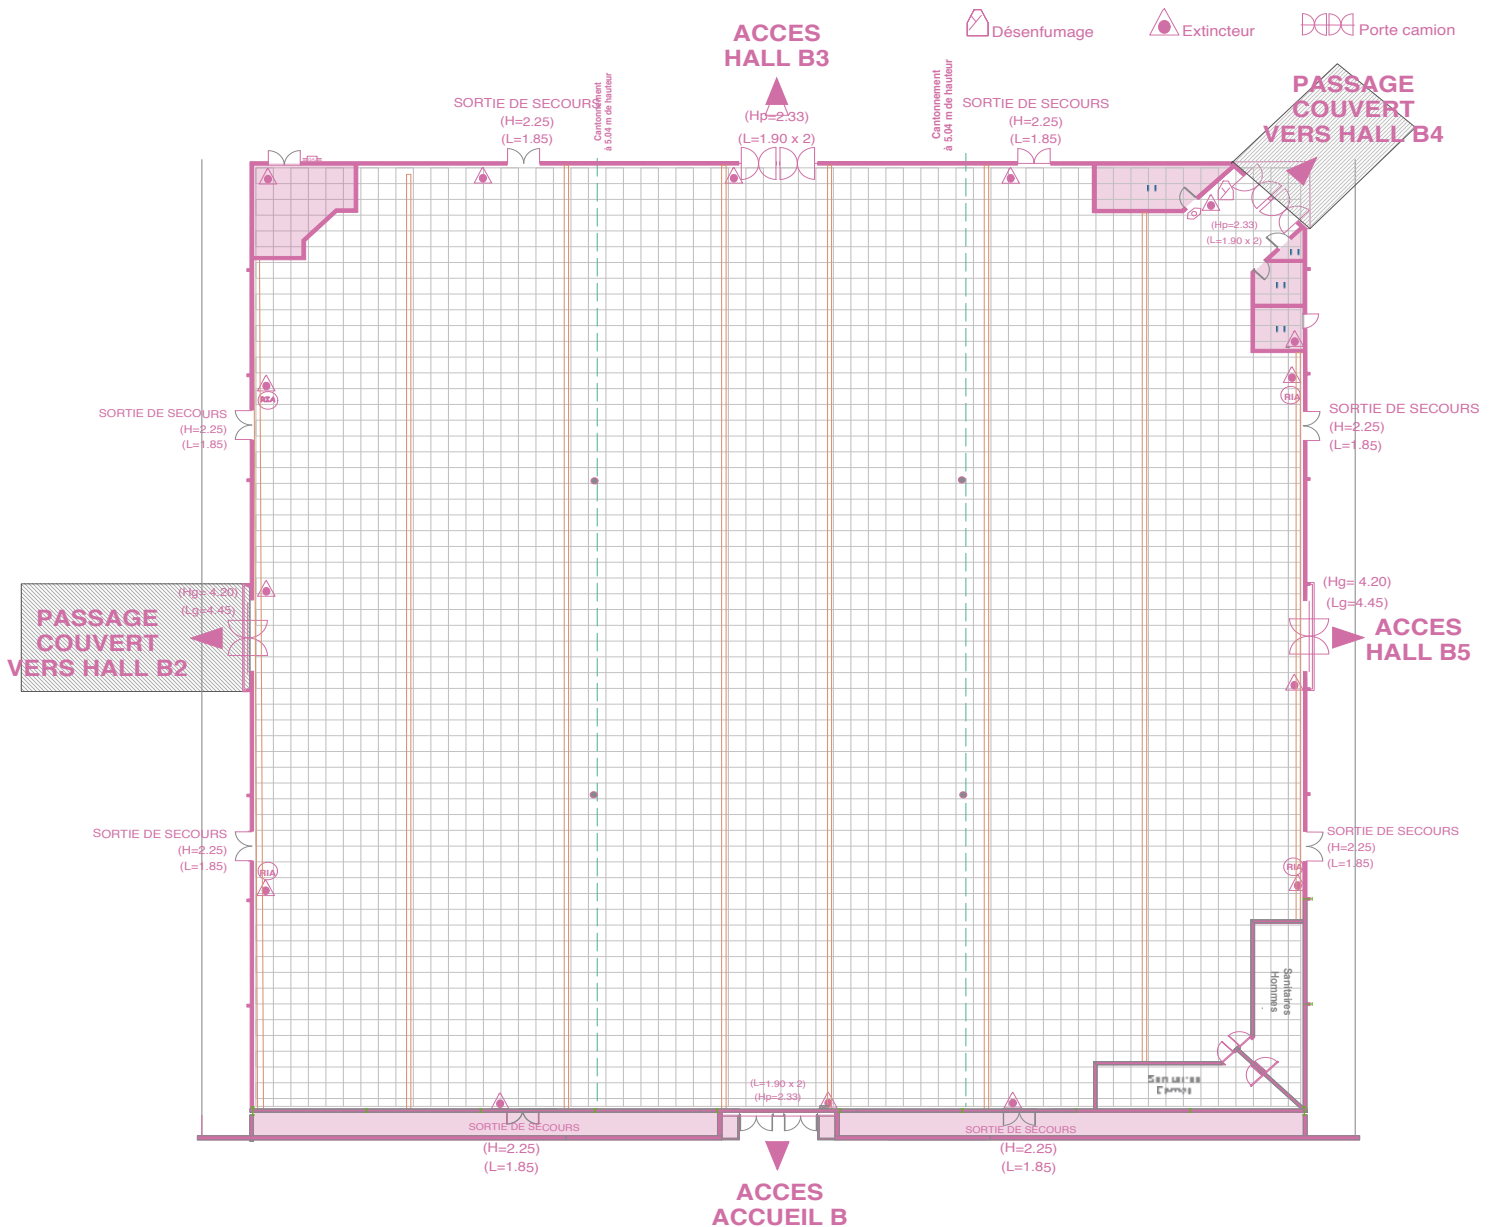 Désenfumage
Extincteur
Porte camion
ACCES
HALL B3
(Hp=2.33)
(L=1.90 x 2)
SORTIE DE SECOURS
(H=2.25)
(L=1.85)
Cantonnement
à 5.04 m de hauteur
Cantonnement
à 5.04 m de hauteur
SORTIE DE SECOURS
(H=2.25)
(L=1.85)
PASSAGE
COUVERT
VERS HALL B4
(Hp=2.33)
(L=1.90 x 2)
RIA
RIA
SORTIE DE SECOURS
(H=2.25)
(L=1.85)
SORTIE DE SECOURS
(H=2.25)
(L=1.85)
(Hg= 4.20)
(Lg=4.45)
PASSAGE
COUVERT
VERS HALL B2
(Hg= 4.20)
(Lg=4.45)
ACCES
HALL B5
SORTIE DE SECOURS
(H=2.25)
(L=1.85)
SORTIE DE SECOURS
(H=2.25)
(L=1.85)
RIA
RIA
Sanitaires
Hommes
(L=1.90 x 2)
(Hp=2.33)
SORTIE DE SECOURS
(H=2.25)
(L=1.85)
SORTIE DE SECOURS
(H=2.25)
(L=1.85)
ACCES
ACCUEIL B